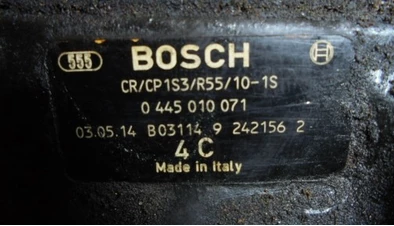 555 BOSCH
CR/CP1S3/R55/10-1S
0 445 010 071
03.05.14 B03114 9 242156 2
4 C
Made in Italy